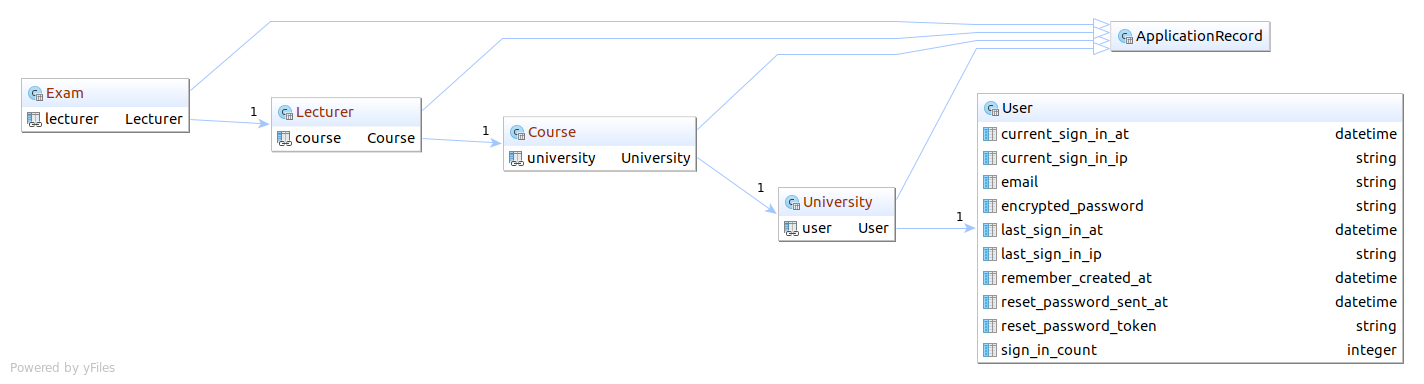 ApplicationRecord
Exam
lecturer Lecturer
1
Lecturer
course Course
1
Course
university University
1
University
user User
1
User
current_sign_in_at datetime
current_sign_in_ip string
email string
encrypted_password string
last_sign_in_at datetime
last_sign_in_ip string
remember_created_at datetime
reset_password_sent_at datetime
reset_password_token string
sign_in_count integer
Powered by yFiles